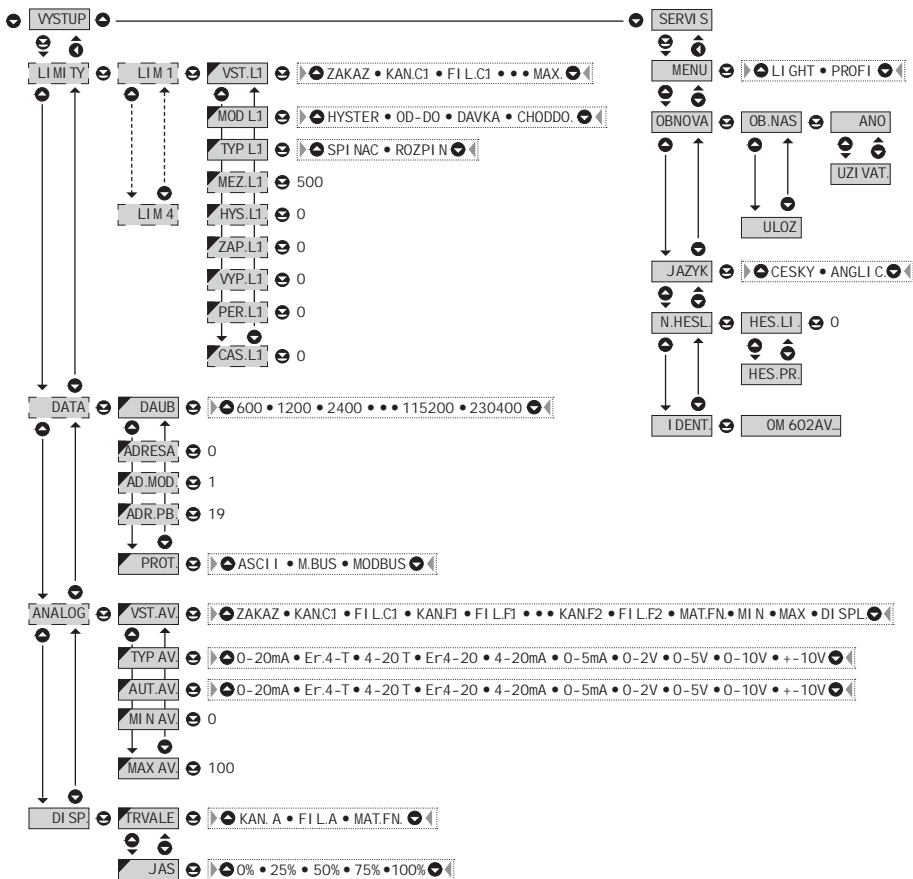 VYSTUP
SERVIS
LIMITY LIM 1 VST.L1 ZAKAZ • KAN.C1 • FIL.C1 • • • MAX.
MENU LIGHT • PROFI
MOD L1 HYSTER • OD-DO • DAVKA • CHODDO.
OBNOVA OB.NAS ANO
TYP L1 SPINAC • ROZPIN
UZIVAT.
MEZ.L1 500
LIM 4 HYS.L1 0
ULOZ
ZAP.L1 0
JAZYK CESKY • ANGLIC.
VYP.L1 0
PER.L1 0
N.HESL. HES.LI. 0
CAS.L1 0
HES.PR.
DATA DAUB 600 • 1200 • 2400 • • • 115200 • 230400
IDENT. OM 602AV...
ADRESA 0
AD.MOD. 1
ADR.PB. 19
PROT. ASCII • M.BUS • MODBUS
ANALOG VST.AV. ZAKAZ • KAN.C1 • FIL.C1 • KAN.F1 • FIL.F1 • • • KAN.F2 • FIL.F2 • MAT.FN. • MIN • MAX • DISPL.
TYP AV. 0-20mA • Er.4-T • 4-20 T • Er4-20 • 4-20mA • 0-5mA • 0-2V • 0-5V • 0-10V • +-10V
AUT.AV. 0-20mA • Er.4-T • 4-20 T • Er4-20 • 4-20mA • 0-5mA • 0-2V • 0-5V • 0-10V • +-10V
MIN AV. 0
MAX AV. 100
DISP. TRVALE KAN. A • FIL.A • MAT.FN.
JAS 0% • 25% • 50% • 75% • 100%